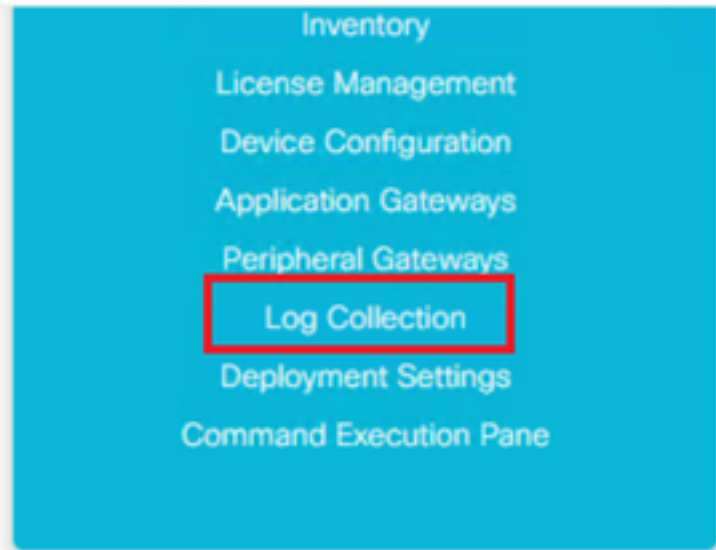 Inventory
License Management
Device Configuration
Application Gateways
Peripheral Gateways
Log Collection
Deployment Settings
Command Execution Pane